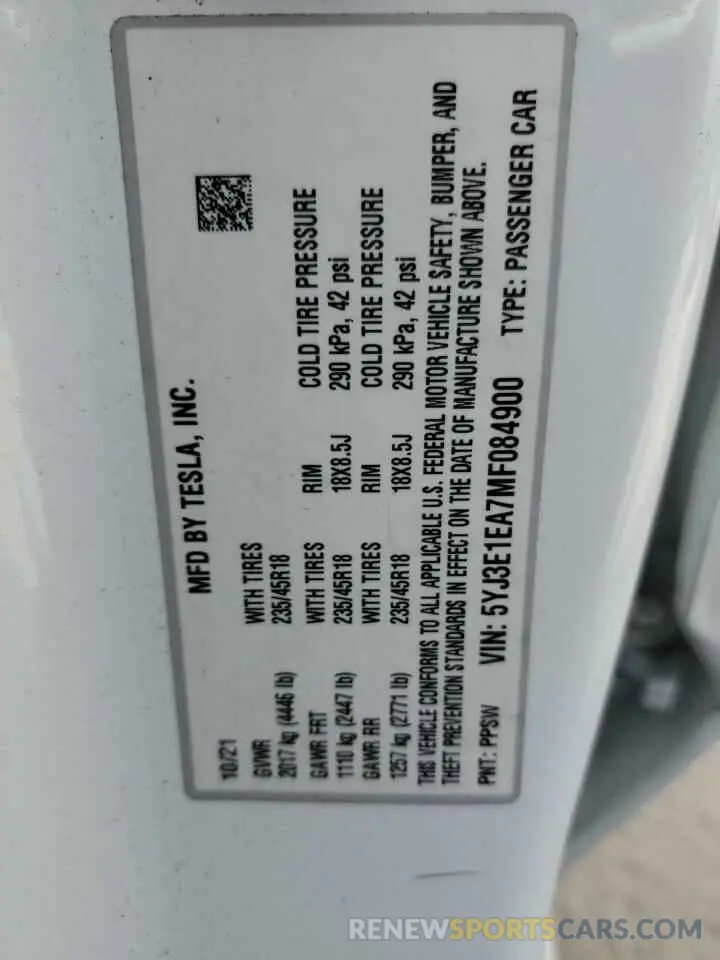 MFD BY TESLA, INC.
10/21
GVWR WITH TIRES
2017 kg (4446 lb) 235/45R18
GAWR FRT WITH TIRES RIM COLD TIRE PRESSURE
1110 kg (2447 lb) 235/45R18 18X8.5J 290 kPa, 42 psi
GAWR RR WITH TIRES RIM COLD TIRE PRESSURE
1257 kg (2771 lb) 235/45R18 18X8.5J 290 kPa, 42 psi
THIS VEHICLE CONFORMS TO ALL APPLICABLE U.S. FEDERAL MOTOR VEHICLE SAFETY, BUMPER, AND
THEFT PREVENTION STANDARDS IN EFFECT ON THE DATE OF MANUFACTURE SHOWN ABOVE.
PNT: PPSW VIN: 5YJ3E1EA7MF084900 TYPE: PASSENGER CAR
RENEWSPORTSCARS.COM